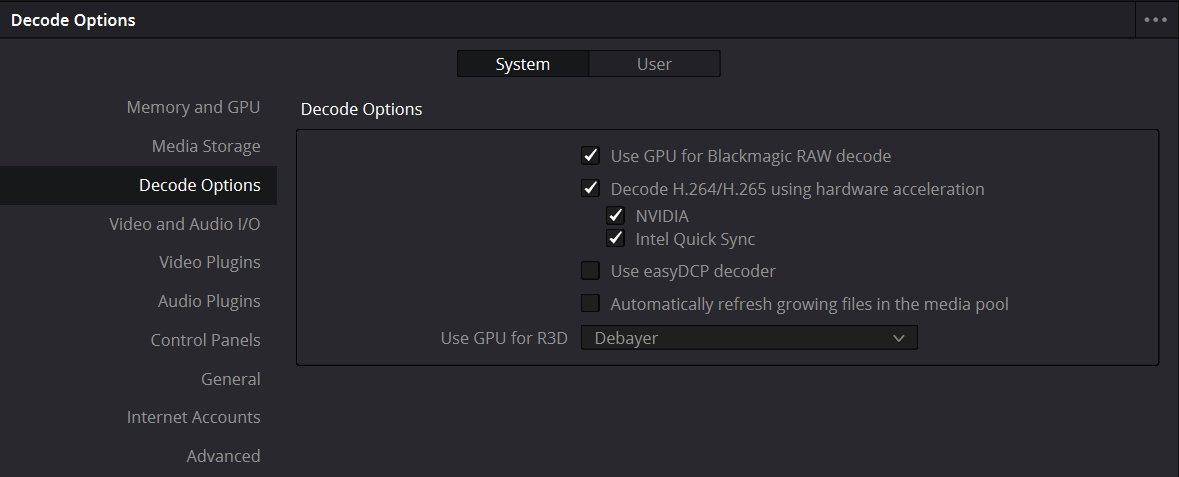 Decode Options
System User
Memory and GPU
Media Storage
Decode Options
Video and Audio I/O
Video Plugins
Audio Plugins
Control Panels
General
Internet Accounts
Advanced
Decode Options
Use GPU for Blackmagic RAW decode
Decode H.264/H.265 using hardware acceleration
NVIDIA
Intel Quick Sync
Use easyDCP decoder
Automatically refresh growing files in the media pool
Use GPU for R3D Debayer